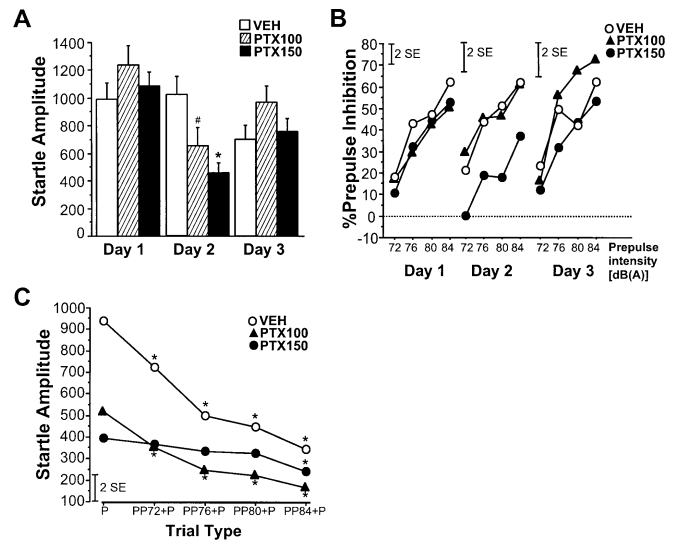 A
VEH
PTX100
PTX150
Startle Amplitude
1400
1200
1000
800
600
400
200
0
#
*
Day 1 Day 2 Day 3
B
VEH
PTX100
PTX150
%Prepulse Inhibition
80
70
60
50
40
30
20
10
0
-10
2 SE 2 SE 2 SE
72 76 80 84 72 76 80 84 72 76 80 84
Prepulse
intensity
[dB(A)]
Day 1 Day 2 Day 3
C
VEH
PTX100
PTX150
Startle Amplitude
1000
900
800
700
600
500
400
300
200
100
2 SE
* * * *
*
* * * *
P PP72+P PP76+P PP80+P PP84+P
Trial Type